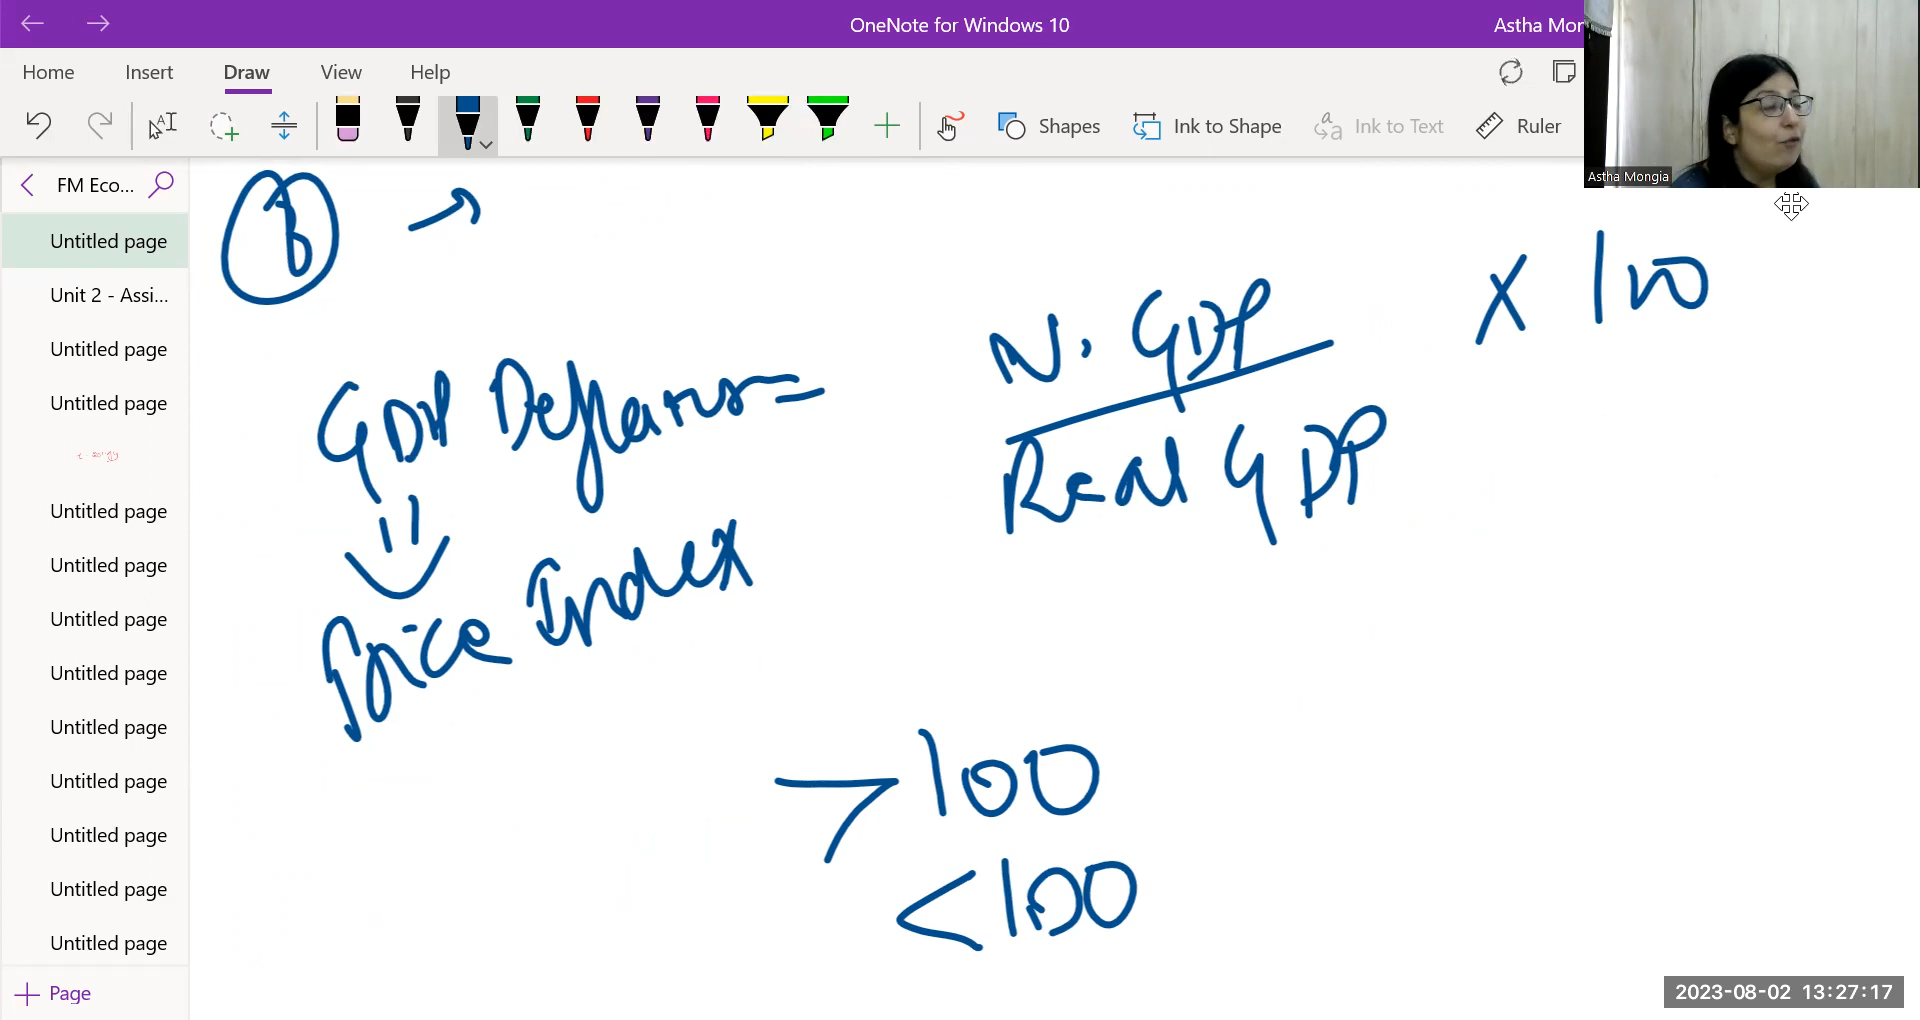 OneNote for Windows 10
Astha Mon
Home Insert Draw View Help
Shapes Ink to Shape Ink to Text Ruler
Astha Mongia
FM Eco...
Untitled page
Unit 2 - Assi...
Untitled page
Untitled page
Untitled page
Untitled page
Untitled page
Untitled page
Untitled page
Untitled page
Untitled page
Untitled page
Untitled page
Page
8
GDP Deflator =
N. GDP
Real GDP
× 100
Price Index
> 100
< 100
2023-08-02 13:27:17